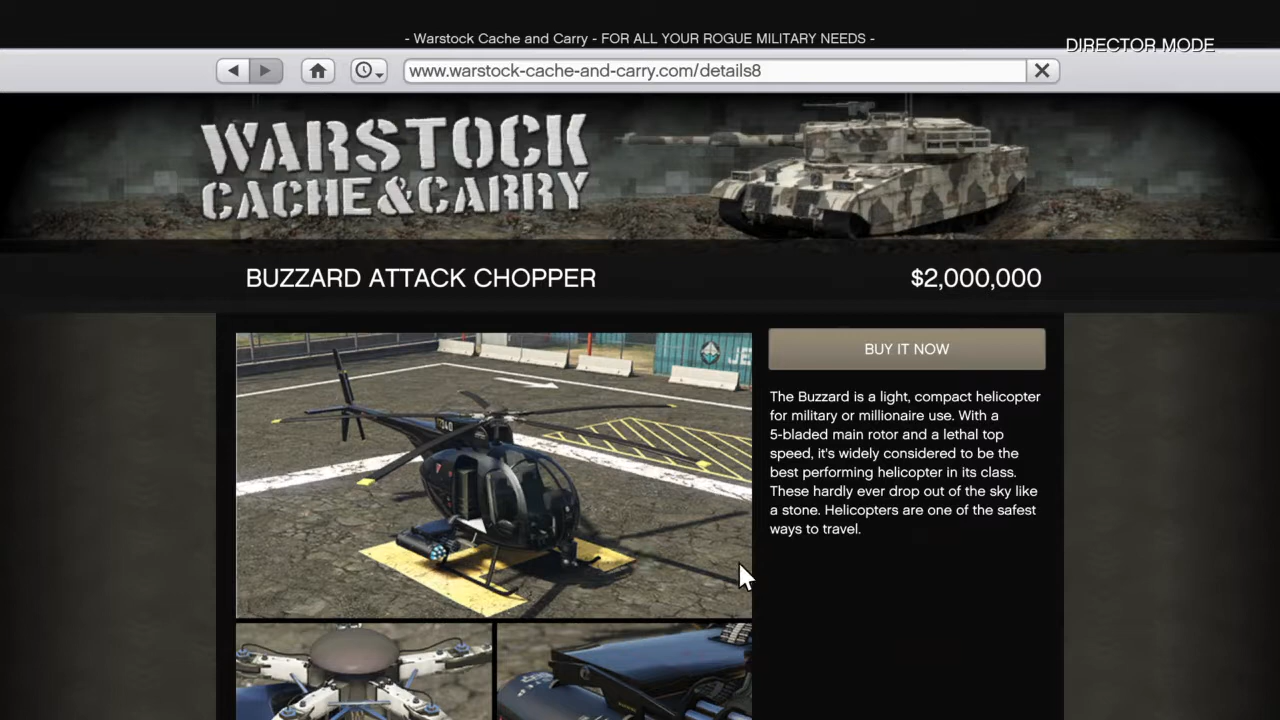 - Warstock Cache and Carry - FOR ALL YOUR ROGUE MILITARY NEEDS -
DIRECTOR MODE
www.warstock-cache-and-carry.com/details8
WARSTOCK
CACHE&CARRY
BUZZARD ATTACK CHOPPER
$2,000,000
BUY IT NOW
The Buzzard is a light, compact helicopter
for military or millionaire use. With a
5-bladed main rotor and a lethal top
speed, it's widely considered to be the
best performing helicopter in its class.
These hardly ever drop out of the sky like
a stone. Helicopters are one of the safest
ways to travel.